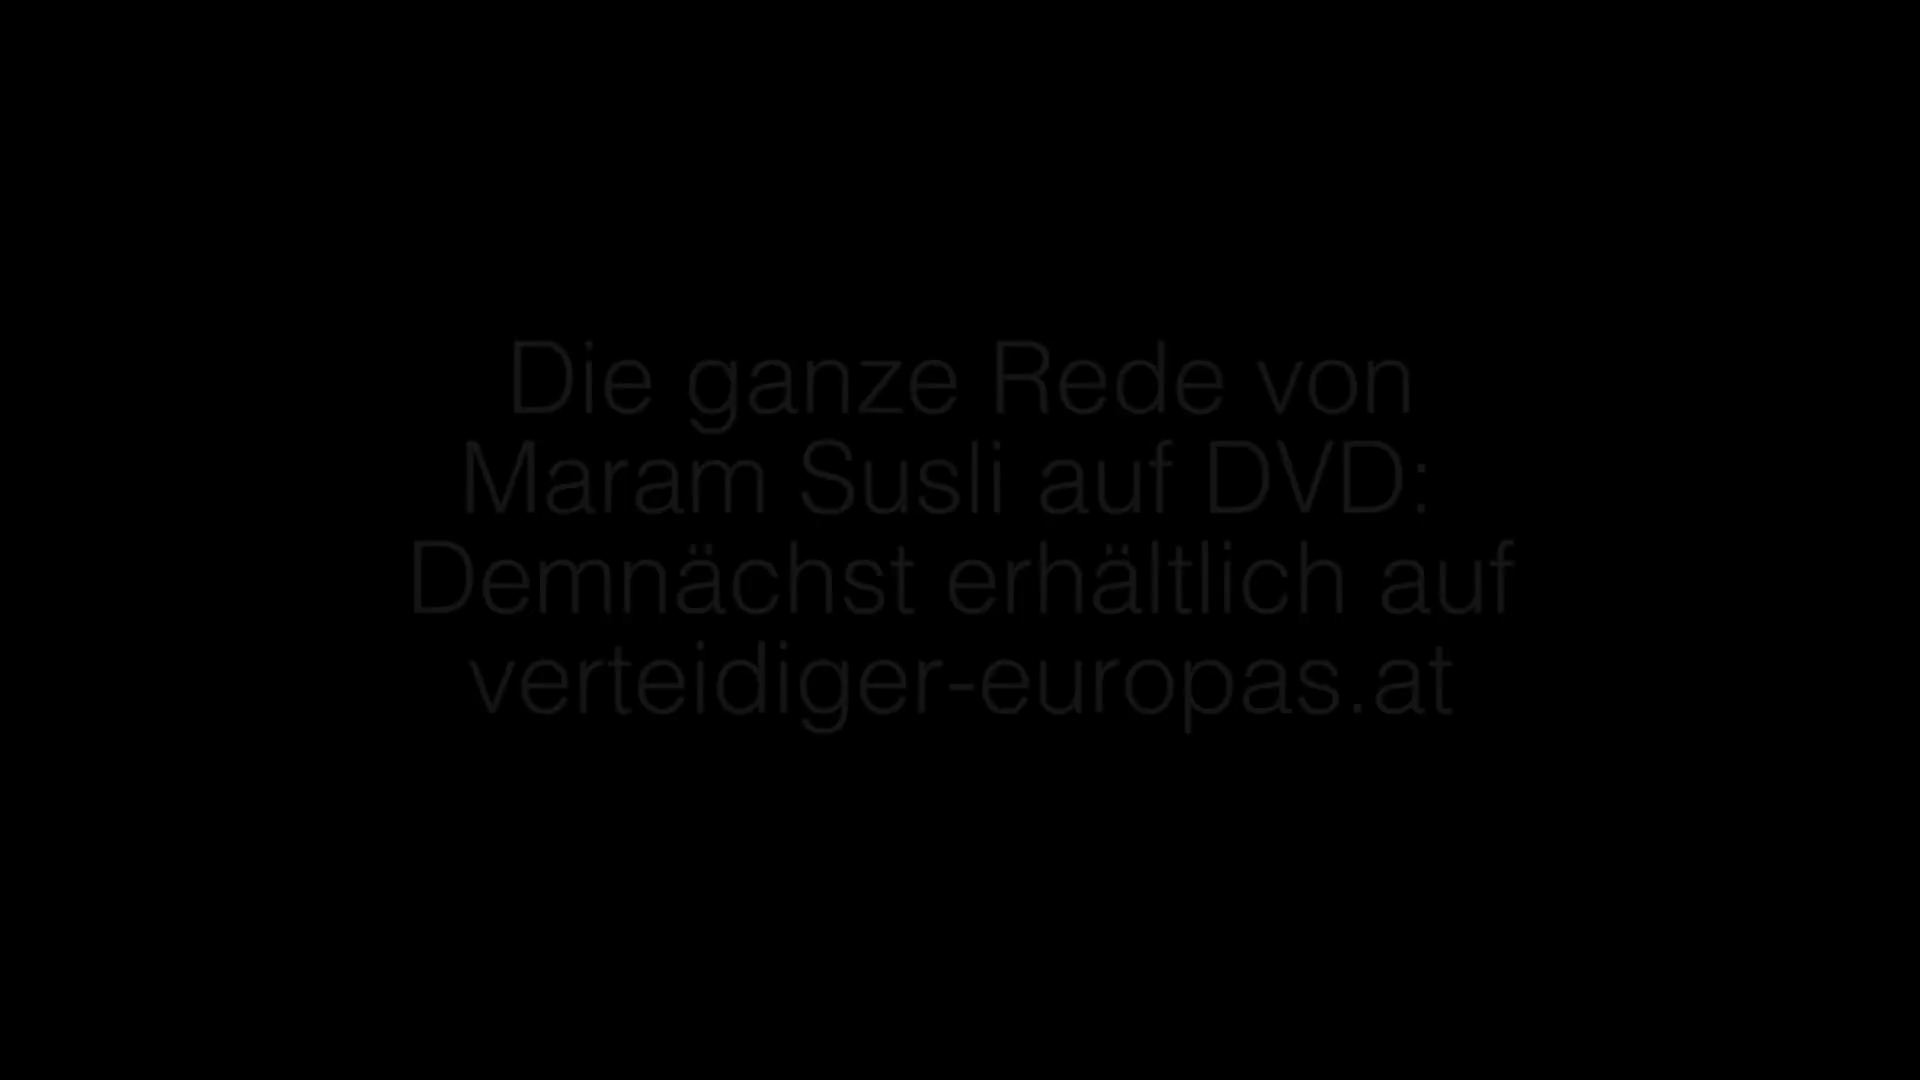 Die ganze Rede von
Maram Susli auf DVD:
Demnächst erhältlich auf
verteidiger-europas.at